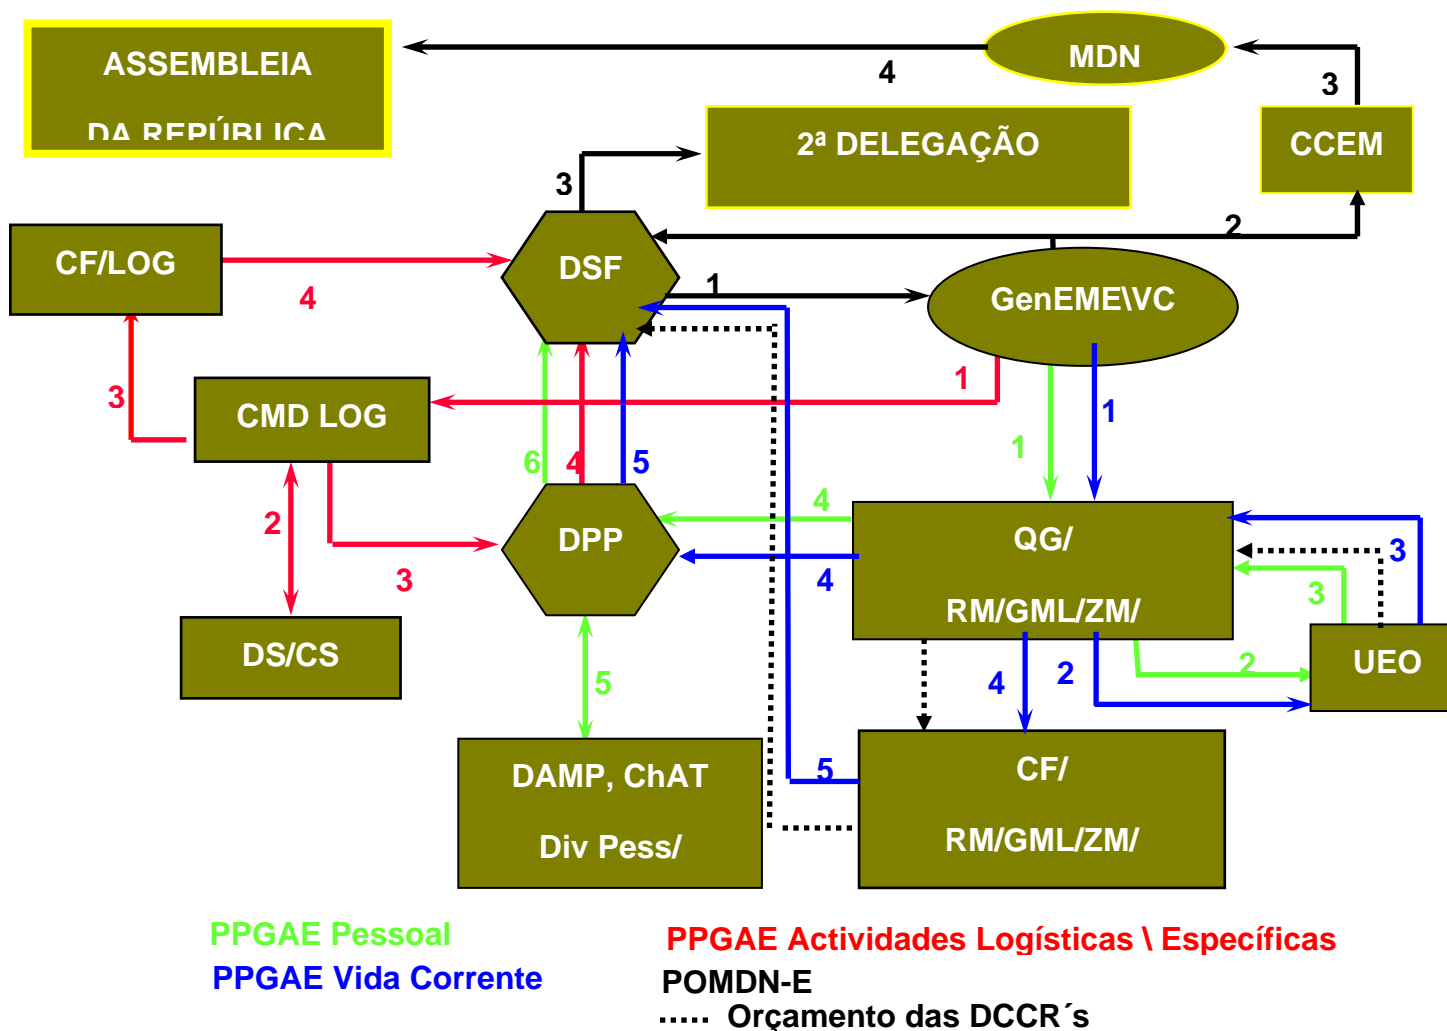 ASSEMBLEIA
DA REPÚBLICA
4
MDN
3
2ª DELEGAÇÃO
CCEM
3
2
CF/LOG
4
DSF
1
GenEME\VC
3
CMD LOG
1
1
1
6
4
5
2
3
DPP
4
4
QG/
RM/GML/ZM/
3
3
DS/CS
5
4
2
2
UEO
DAMP, ChAT
Div Pess/
5
CF/
RM/GML/ZM/
PPGAE Pessoal
PPGAE Actividades Logísticas \ Específicas
PPGAE Vida Corrente
POMDN-E
Orçamento das DCCR´s